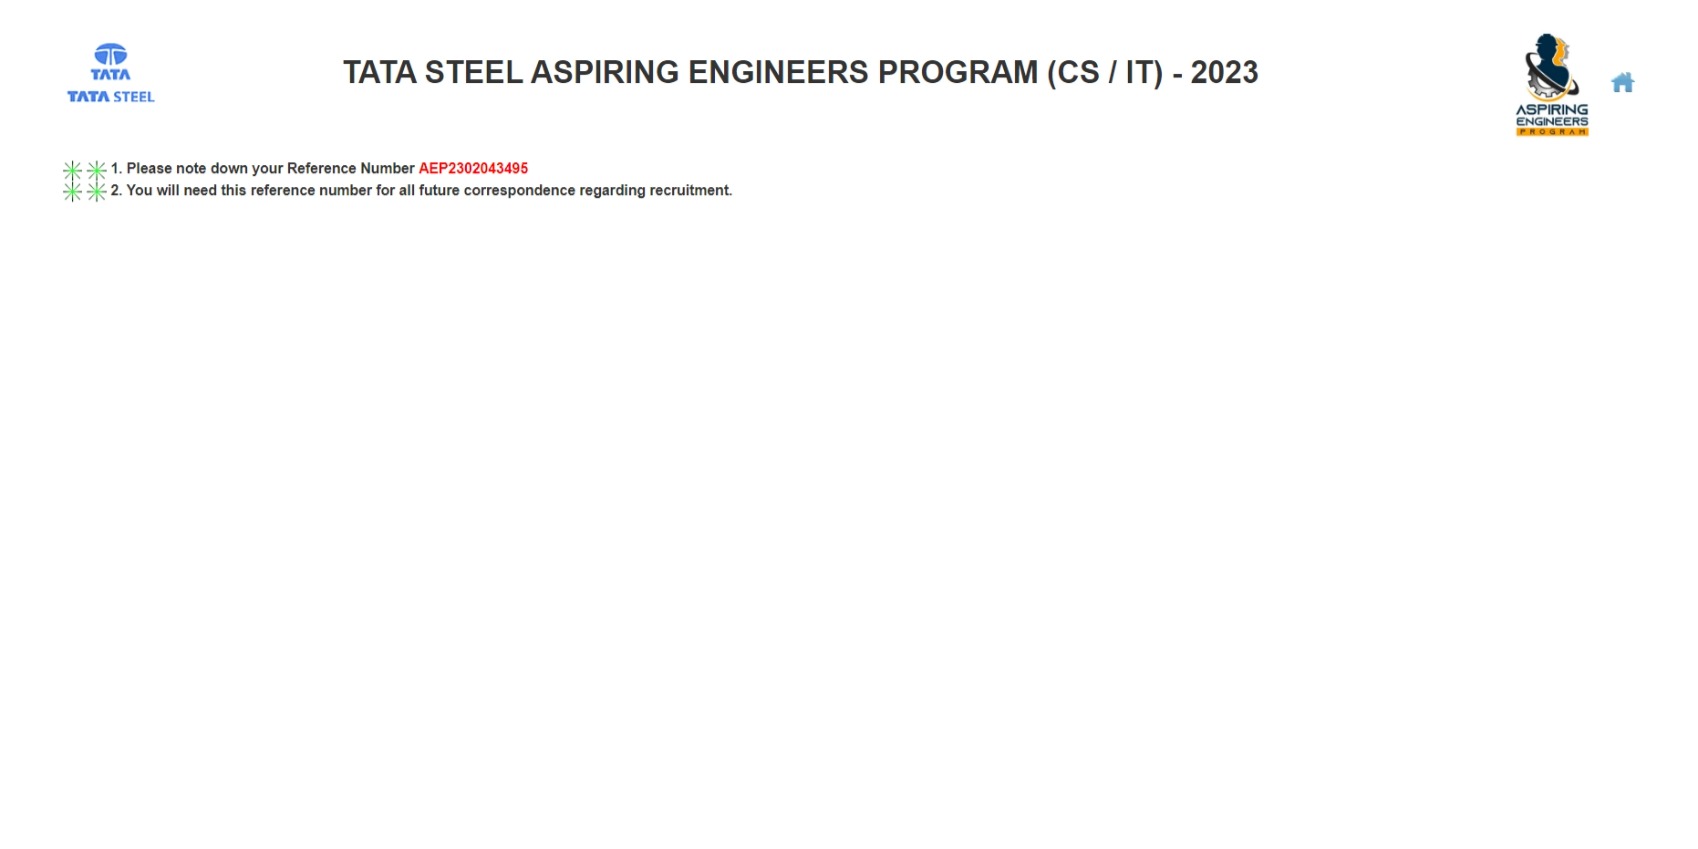 TATA
TATA STEEL
TATA STEEL ASPIRING ENGINEERS PROGRAM (CS / IT) - 2023
ASPIRING
ENGINEERS
PROGRAM
1. Please note down your Reference Number AEP2302043495
2. You will need this reference number for all future correspondence regarding recruitment.